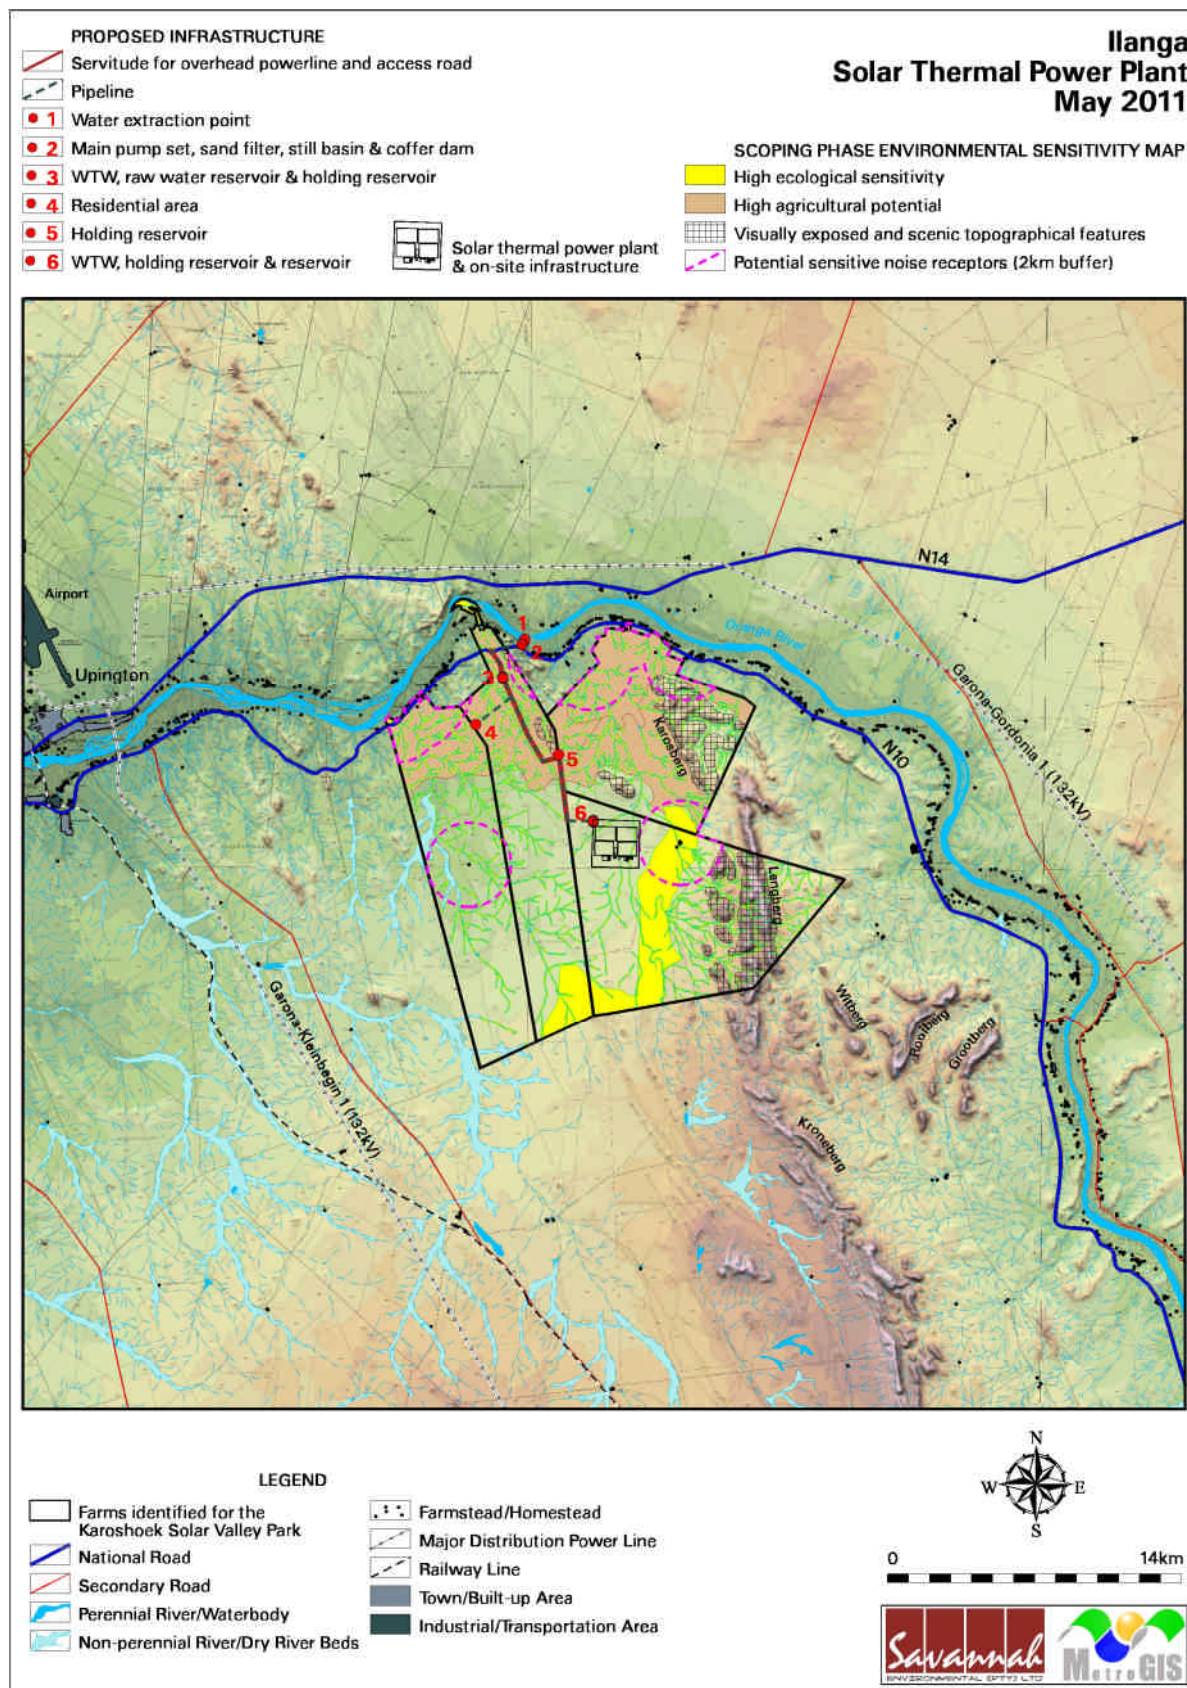 PROPOSED INFRASTRUCTURE
Servitude for overhead powerline and access road
Pipeline
1 Water extraction point
2 Main pump set, sand filter, still basin & coffer dam
3 WTW, raw water reservoir & holding reservoir
4 Residential area
5 Holding reservoir
6 WTW, holding reservoir & reservoir
Solar thermal power plant
& on-site infrastructure
Ilanga
Solar Thermal Power Plant
May 2011
SCOPING PHASE ENVIRONMENTAL SENSITIVITY MAP
High ecological sensitivity
High agricultural potential
Visually exposed and scenic topographical features
Potential sensitive noise receptors (2km buffer)
N14
Airport
Upington
1
2
3
4
5
6
Oranga River
Garona-Gordonia 1 (132kV)
N10
Karosberg
Langberg
Witberg
Rooiberg
Grootberg
Kroneberg
Garona-Kleinbegin 1 (132kV)
LEGEND
Farms identified for the
Karoshoek Solar Valley Park
National Road
Secondary Road
Perennial River/Waterbody
Non-perennial River/Dry River Beds
Farmstead/Homestead
Major Distribution Power Line
Railway Line
Town/Built-up Area
Industrial/Transportation Area
N
W E
S
0 14km
Savannah
ENVIRONMENTAL (PTY) LTD
MetroGIS